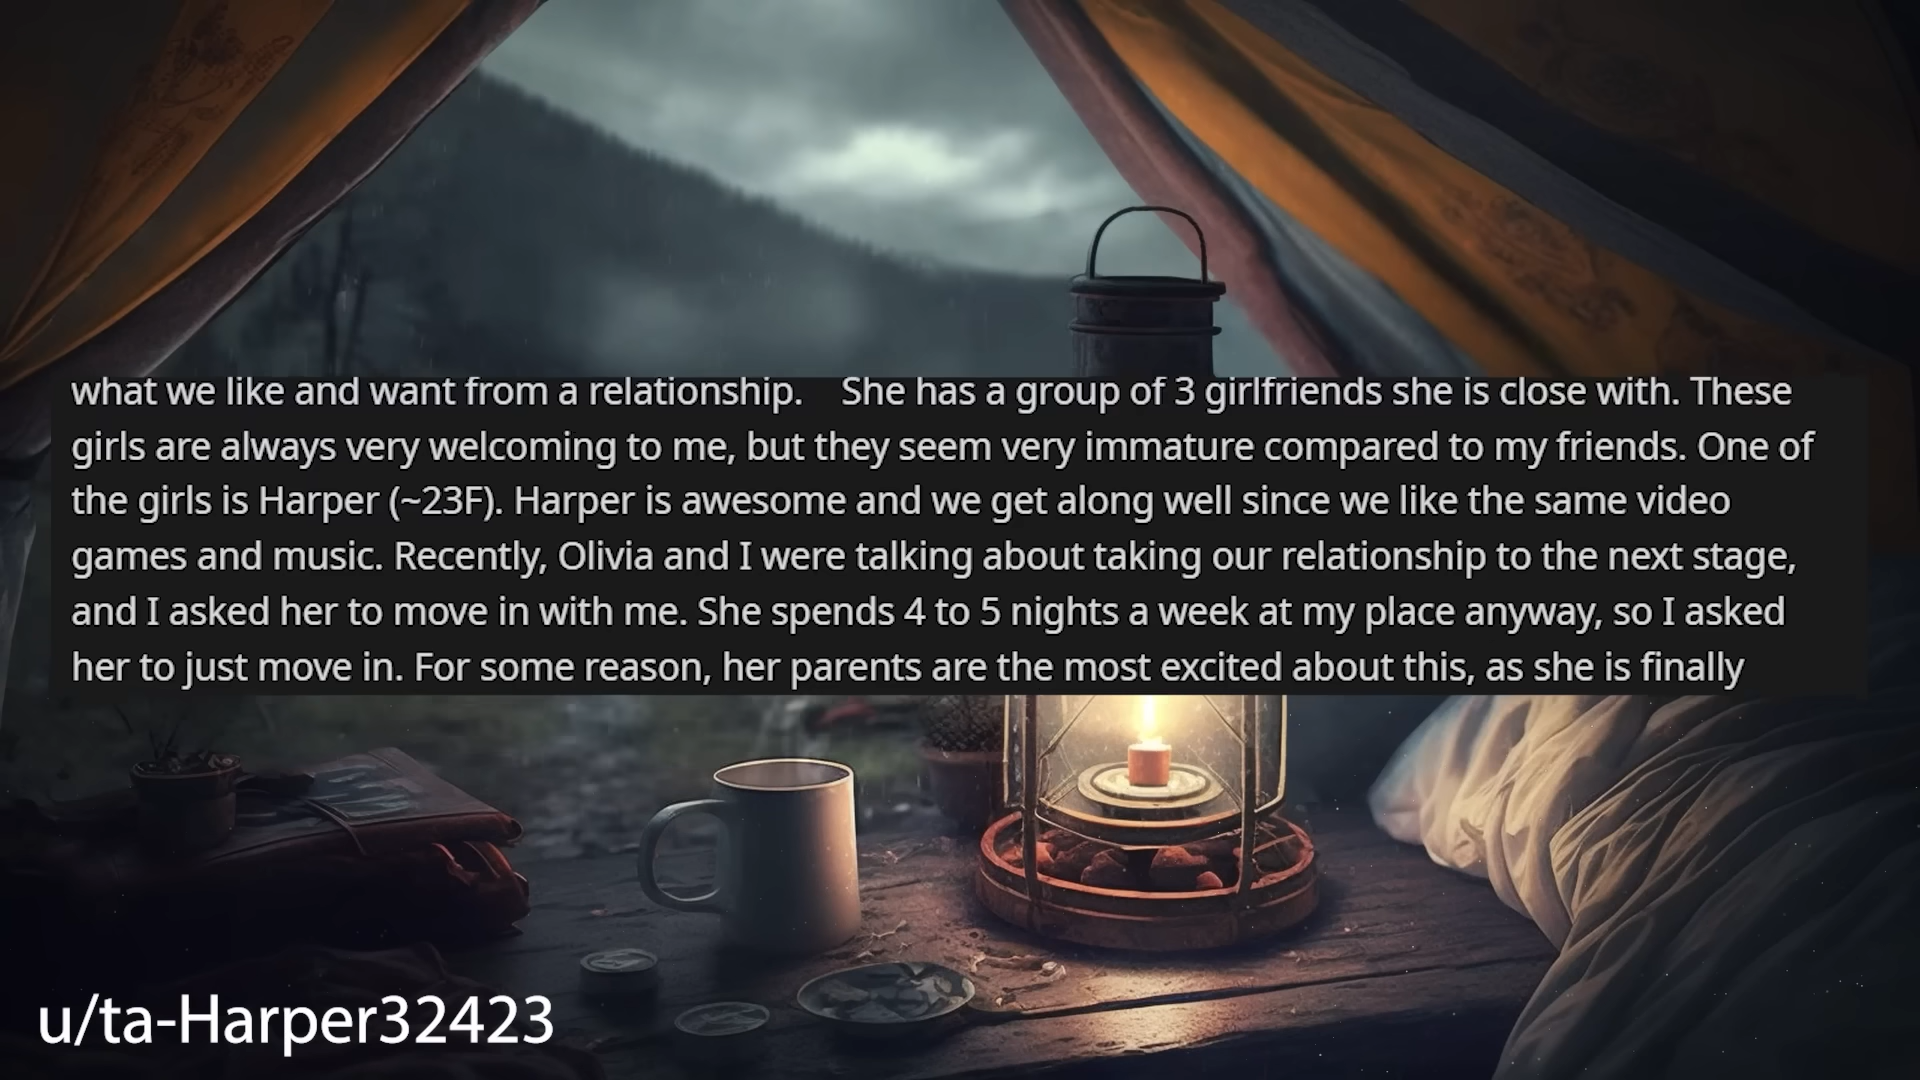 what we like and want from a relationship.    She has a group of 3 girlfriends she is close with. These
girls are always very welcoming to me, but they seem very immature compared to my friends. One of
the girls is Harper (~23F). Harper is awesome and we get along well since we like the same video
games and music. Recently, Olivia and I were talking about taking our relationship to the next stage,
and I asked her to move in with me. She spends 4 to 5 nights a week at my place anyway, so I asked
her to just move in. For some reason, her parents are the most excited about this, as she is finally
u/ta-Harper32423